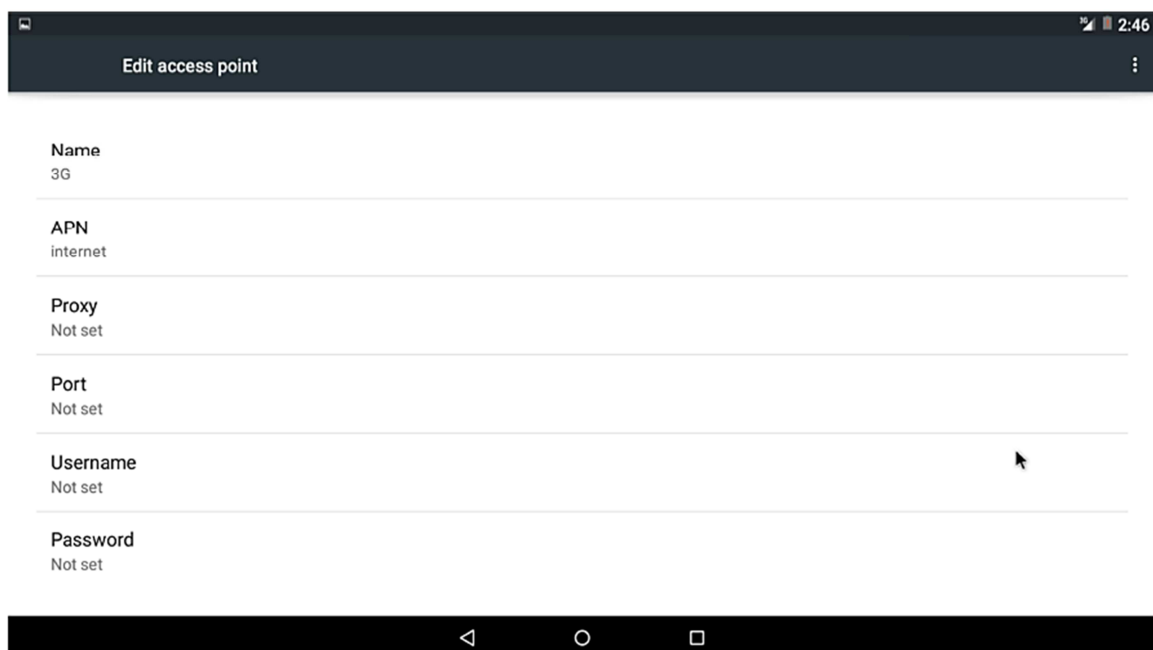 3G 2:46
Edit access point
Name
3G
APN
internet
Proxy
Not set
Port
Not set
Username
Not set
Password
Not set